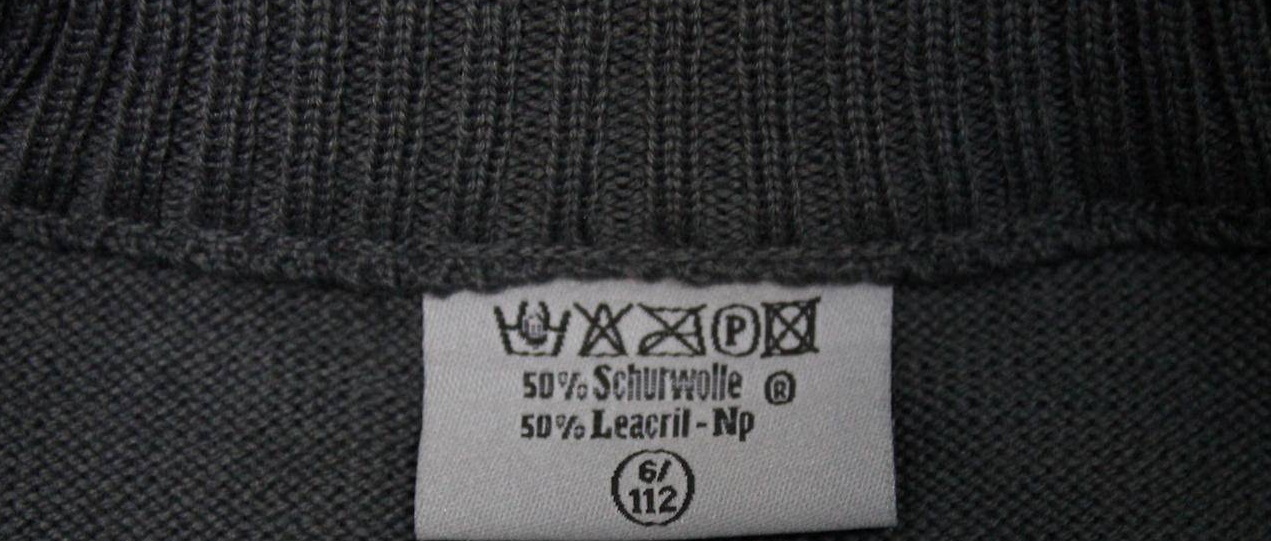 P
50% Schurwolle ®
50% Leacril-Np
6/
112